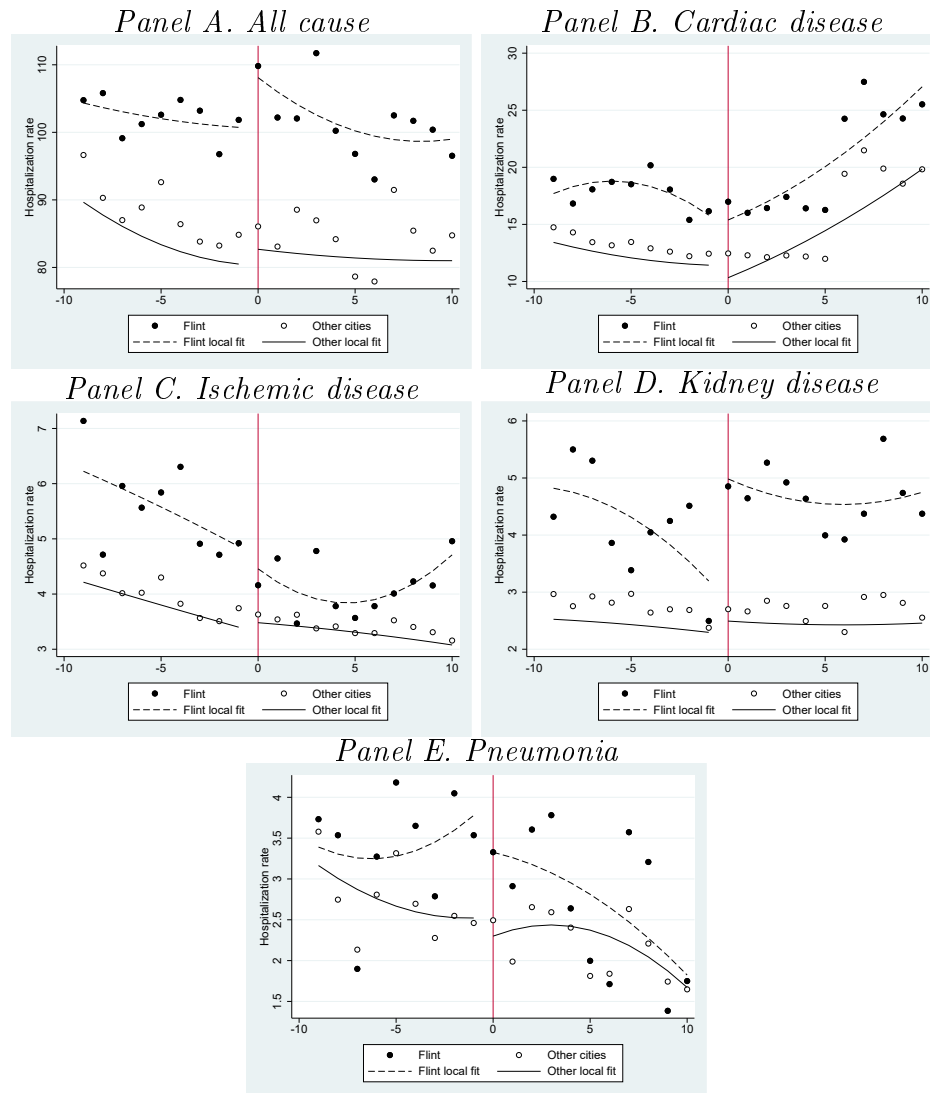 Panel A. All cause
Hospitalization rate
110
100
90
80
-10 -5 0 5 10
Flint Other cities
Flint local fit Other local fit
Panel B. Cardiac disease
Hospitalization rate
30
25
20
15
10
-10 -5 0 5 10
Flint Other cities
Flint local fit Other local fit
Panel C. Ischemic disease
Hospitalization rate
7
6
5
4
3
-10 -5 0 5 10
Flint Other cities
Flint local fit Other local fit
Panel D. Kidney disease
Hospitalization rate
6
5
4
3
2
-10 -5 0 5 10
Flint Other cities
Flint local fit Other local fit
Panel E. Pneumonia
Hospitalization rate
4
3.5
3
2.5
2
1.5
-10 -5 0 5 10
Flint Other cities
Flint local fit Other local fit